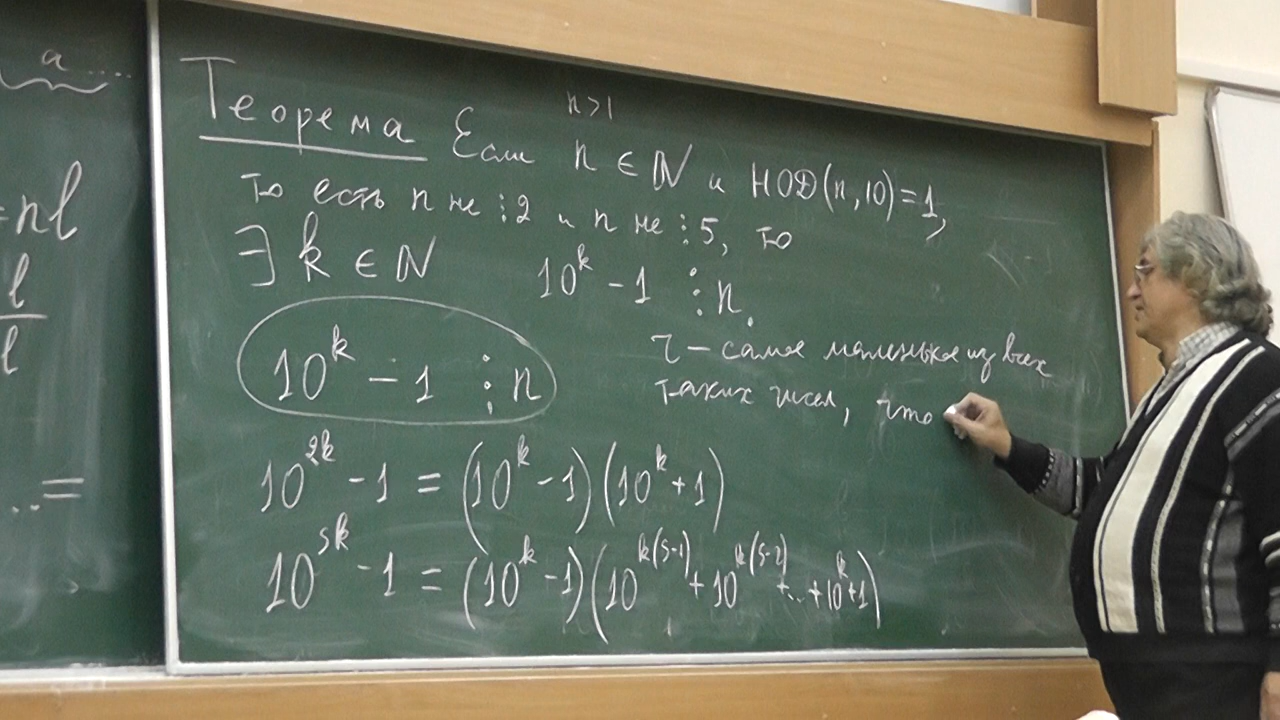 a ....
= nl
l
l
.. =
n > 1
Теорема Если n ∈ ℕ и НОД(n, 10) = 1,
то есть n не ⋮ 2 и n не ⋮ 5, то
∃ k ∈ ℕ 10^k - 1 ⋮ n.
10^k - 1 ⋮ n
τ - самое маленькое из всех
таких чисел, что
10^{2k} - 1 = (10^k - 1)(10^k + 1)
10^{sk} - 1 = (10^k - 1)(10^{k(s-1)} + 10^{k(s-2)} + ... + 10^k + 1)